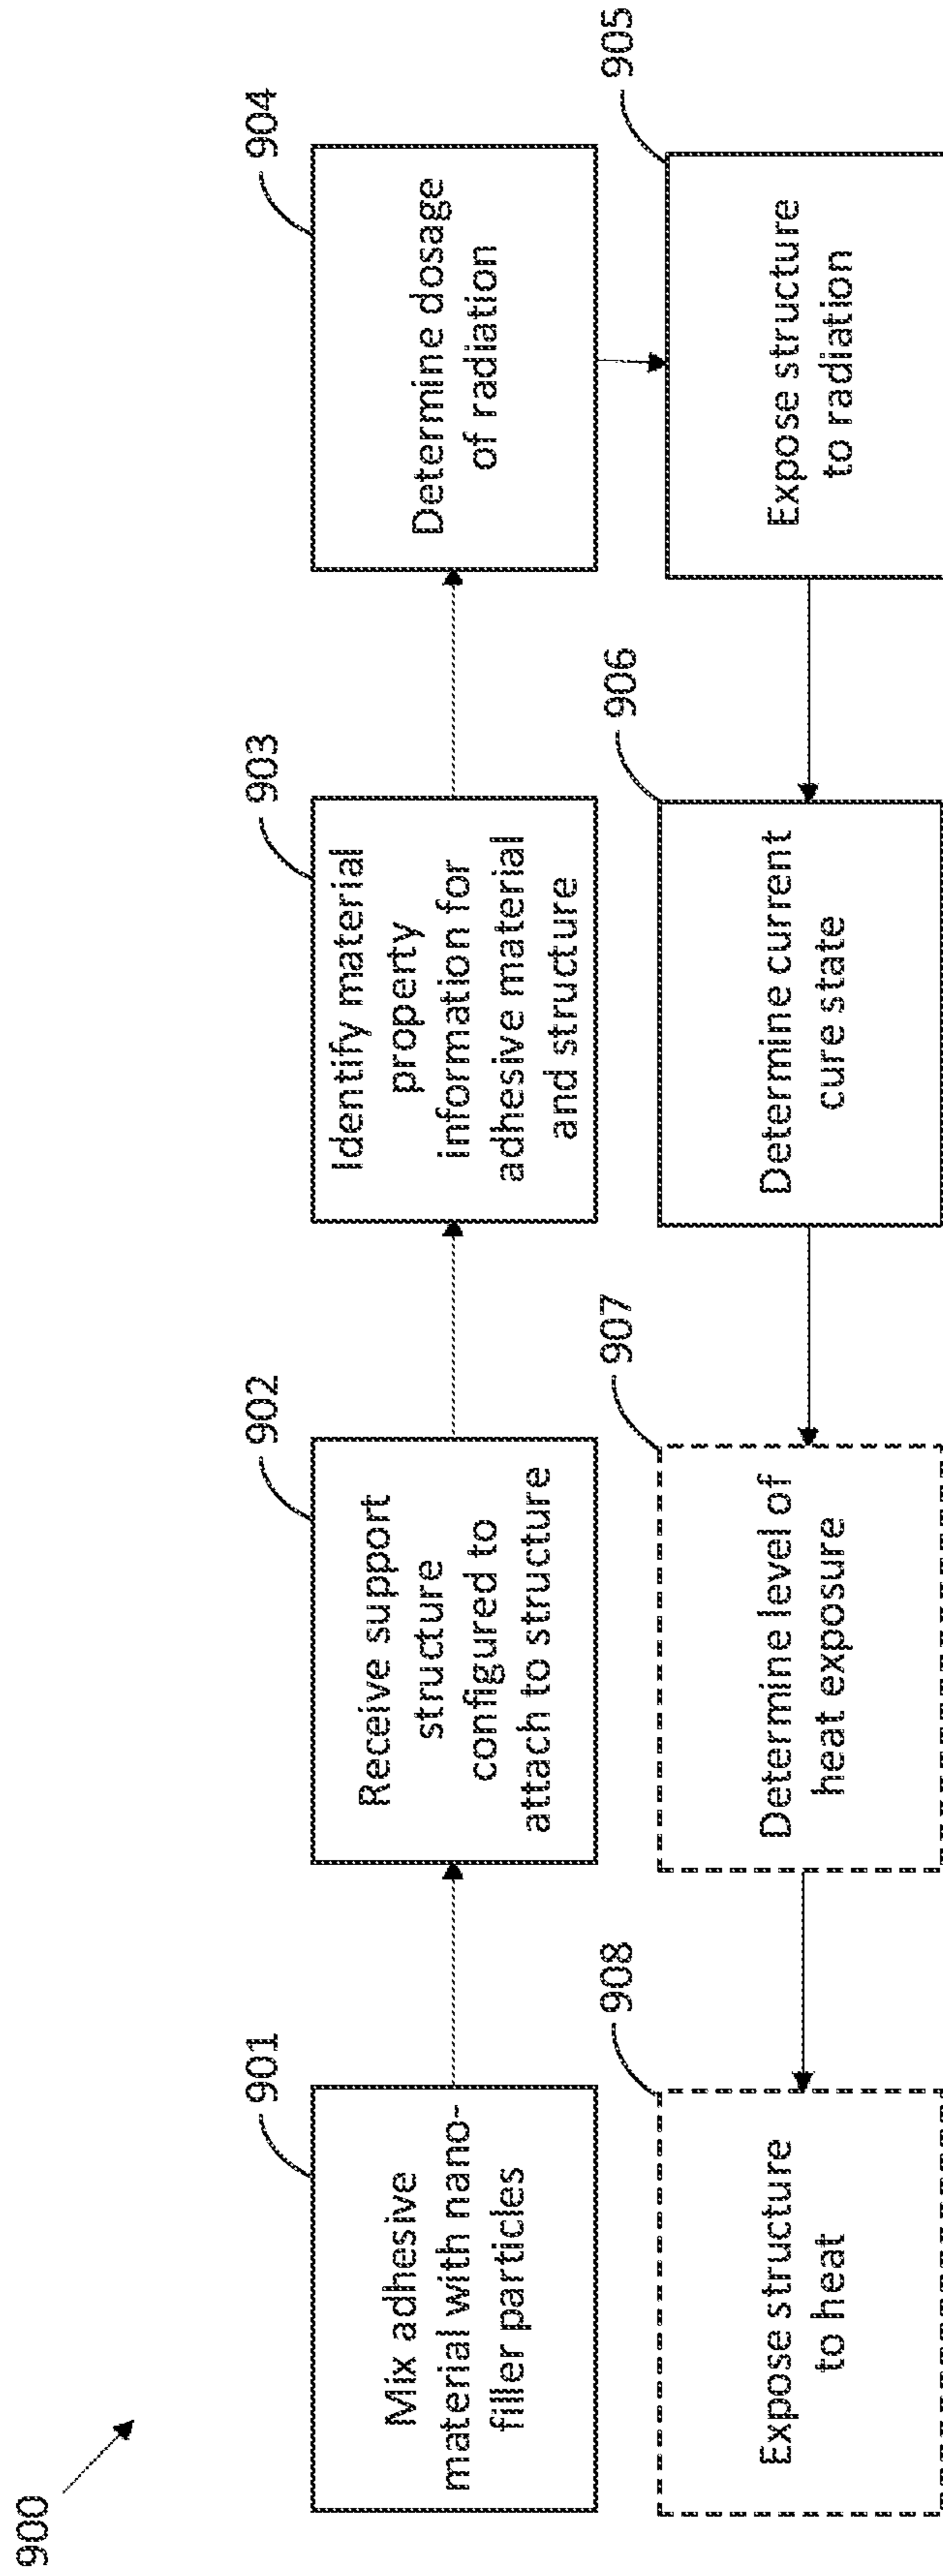 900
901
Mix adhesive
material with nano-
filler particles
902
Receive support
structure
configured to
attach to structure
903
Identify material
property
information for
adhesive material
and structure
904
Determine dosage
of radiation
905
Expose structure
to radiation
906
Determine current
cure state
907
Determine level of
heat exposure
908
Expose structure
to heat